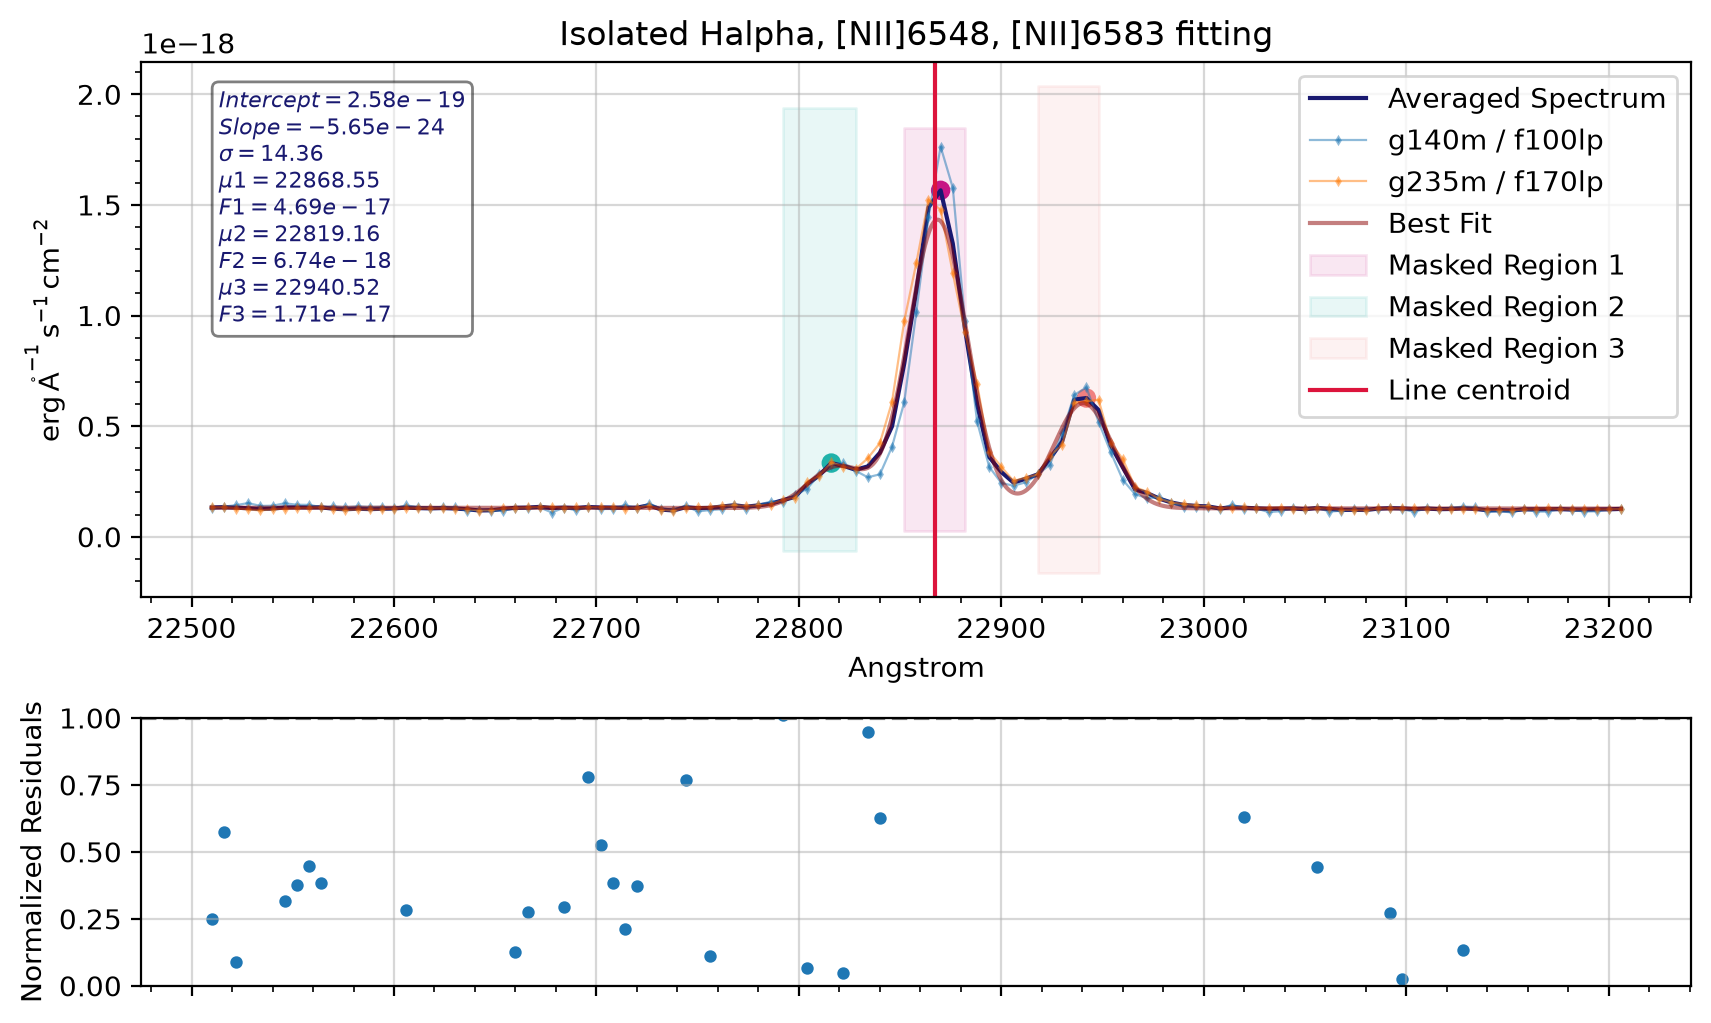 Isolated Halpha, [NII]6548, [NII]6583 fitting
1e−18
2.0
1.5
1.0
0.5
0.0
erg Å⁻¹ s⁻¹ cm⁻²
Intercept = 2.58e − 19
Slope = −5.65e − 24
σ = 14.36
μ1 = 22868.55
F1 = 4.69e − 17
μ2 = 22819.16
F2 = 6.74e − 18
μ3 = 22940.52
F3 = 1.71e − 17
Averaged Spectrum
g140m / f100lp
g235m / f170lp
Best Fit
Masked Region 1
Masked Region 2
Masked Region 3
Line centroid
22500 22600 22700 22800 22900 23000 23100 23200
Angstrom
Normalized Residuals
1.00
0.75
0.50
0.25
0.00